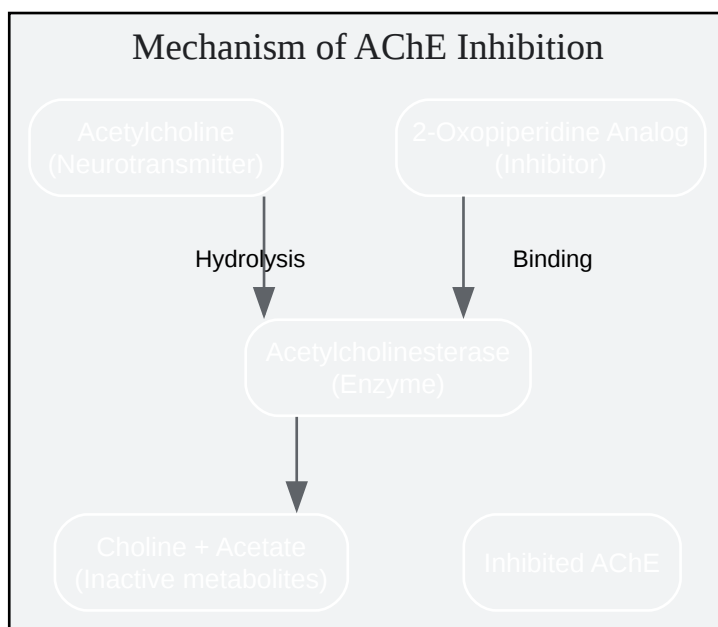 Mechanism of AChE Inhibition
Acetylcholine
(Neurotransmitter)
2-Oxopiperidine Analog
(Inhibitor)
Hydrolysis
Binding
Acetylcholinesterase
(Enzyme)
Choline + Acetate
(Inactive metabolites)
Inhibited AChE